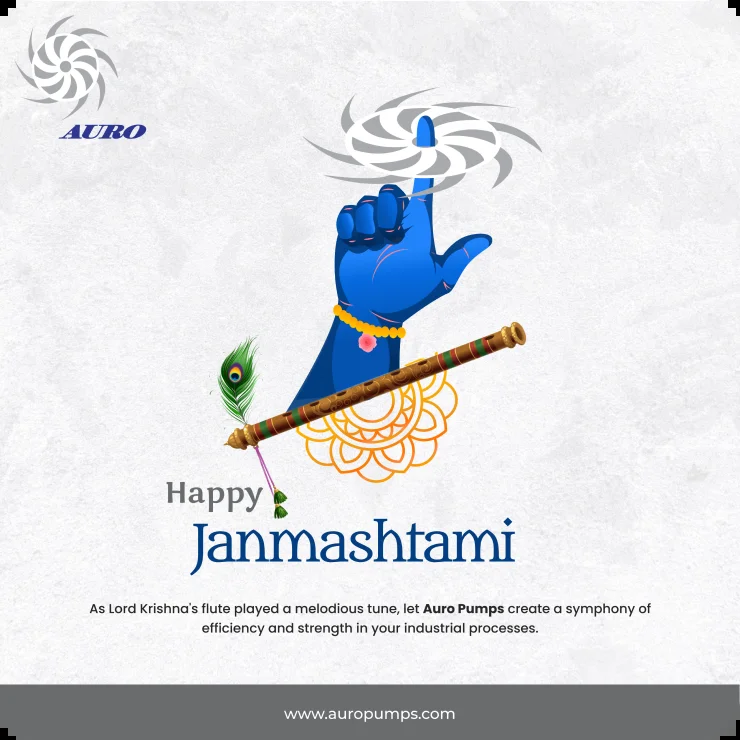 AURO
Happy
Janmashtami
As Lord Krishna's flute played a melodious tune, let Auro Pumps create a symphony of
efficiency and strength in your industrial processes.
www.auropumps.com